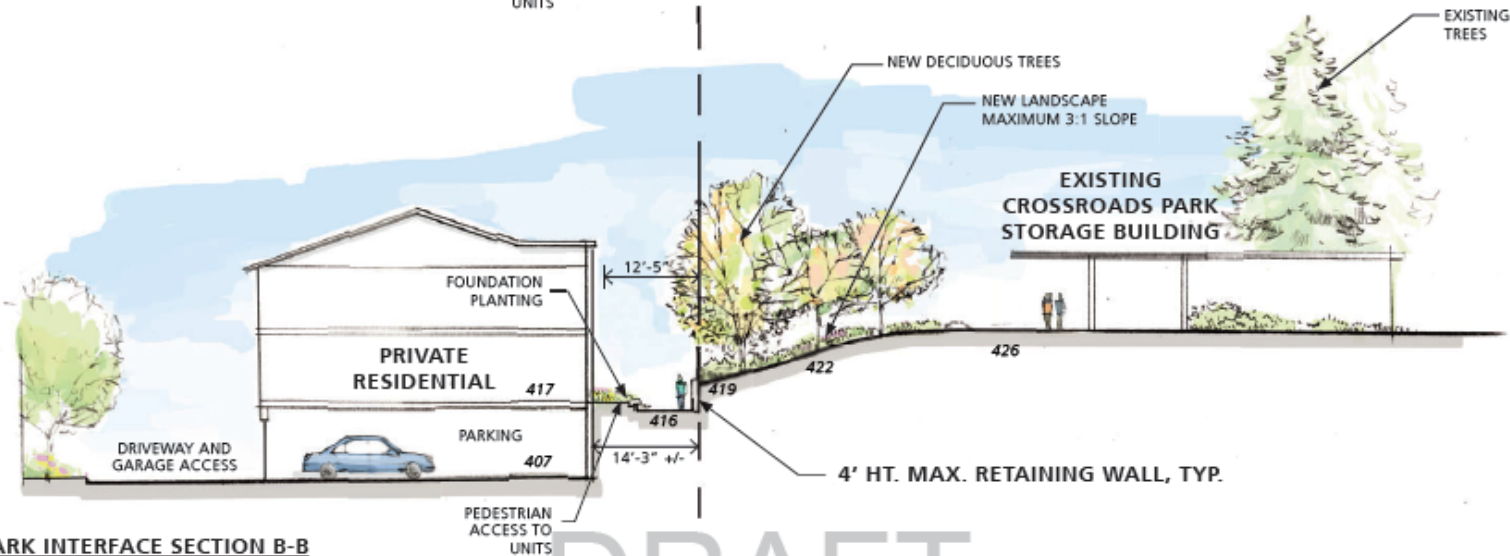 UNITS
EXISTING
TREES
NEW DECIDUOUS TREES
NEW LANDSCAPE
MAXIMUM 3:1 SLOPE
EXISTING
CROSSROADS PARK
STORAGE BUILDING
12'-5"
FOUNDATION
PLANTING
PRIVATE
RESIDENTIAL
417
419
422
426
416
DRIVEWAY AND
GARAGE ACCESS
PARKING
407
14'-3" +/-
4' HT. MAX. RETAINING WALL, TYP.
PEDESTRIAN
ACCESS TO
UNITS
ARK INTERFACE SECTION B-B
DRAFT